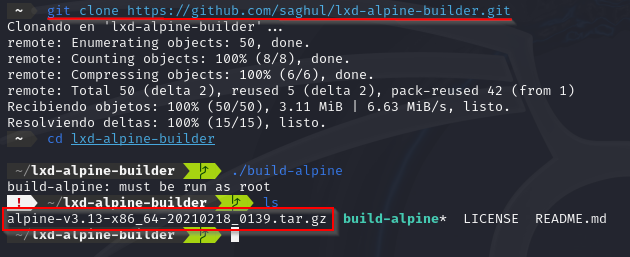 ~ git clone https://github.com/saghul/lxd-alpine-builder.git
Clonando en 'lxd-alpine-builder'...
remote: Enumerating objects: 50, done.
remote: Counting objects: 100% (8/8), done.
remote: Compressing objects: 100% (6/6), done.
remote: Total 50 (delta 2), reused 5 (delta 2), pack-reused 42 (from 1)
Recibiendo objetos: 100% (50/50), 3.11 MiB | 6.63 MiB/s, listo.
Resolviendo deltas: 100% (15/15), listo.
~ cd lxd-alpine-builder
~/lxd-alpine-builder ./build-alpine
build-alpine: must be run as root
! ~/lxd-alpine-builder ls
alpine-v3.13-x86_64-20210218_0139.tar.gz build-alpine* LICENSE README.md
~/lxd-alpine-builder